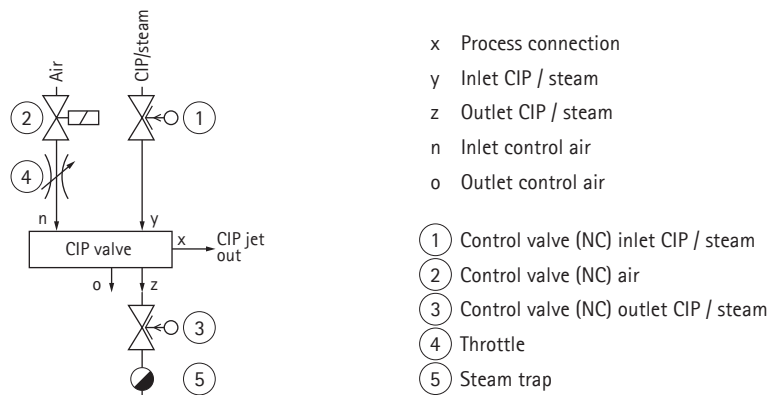 Air
CIP/steam
2
1
4
n
y
CIP valve
x
CIP jet
out
o
z
3
5
x Process connection
y Inlet CIP / steam
z Outlet CIP / steam
n Inlet control air
o Outlet control air
1 Control valve (NC) inlet CIP / steam
2 Control valve (NC) air
3 Control valve (NC) outlet CIP / steam
4 Throttle
5 Steam trap